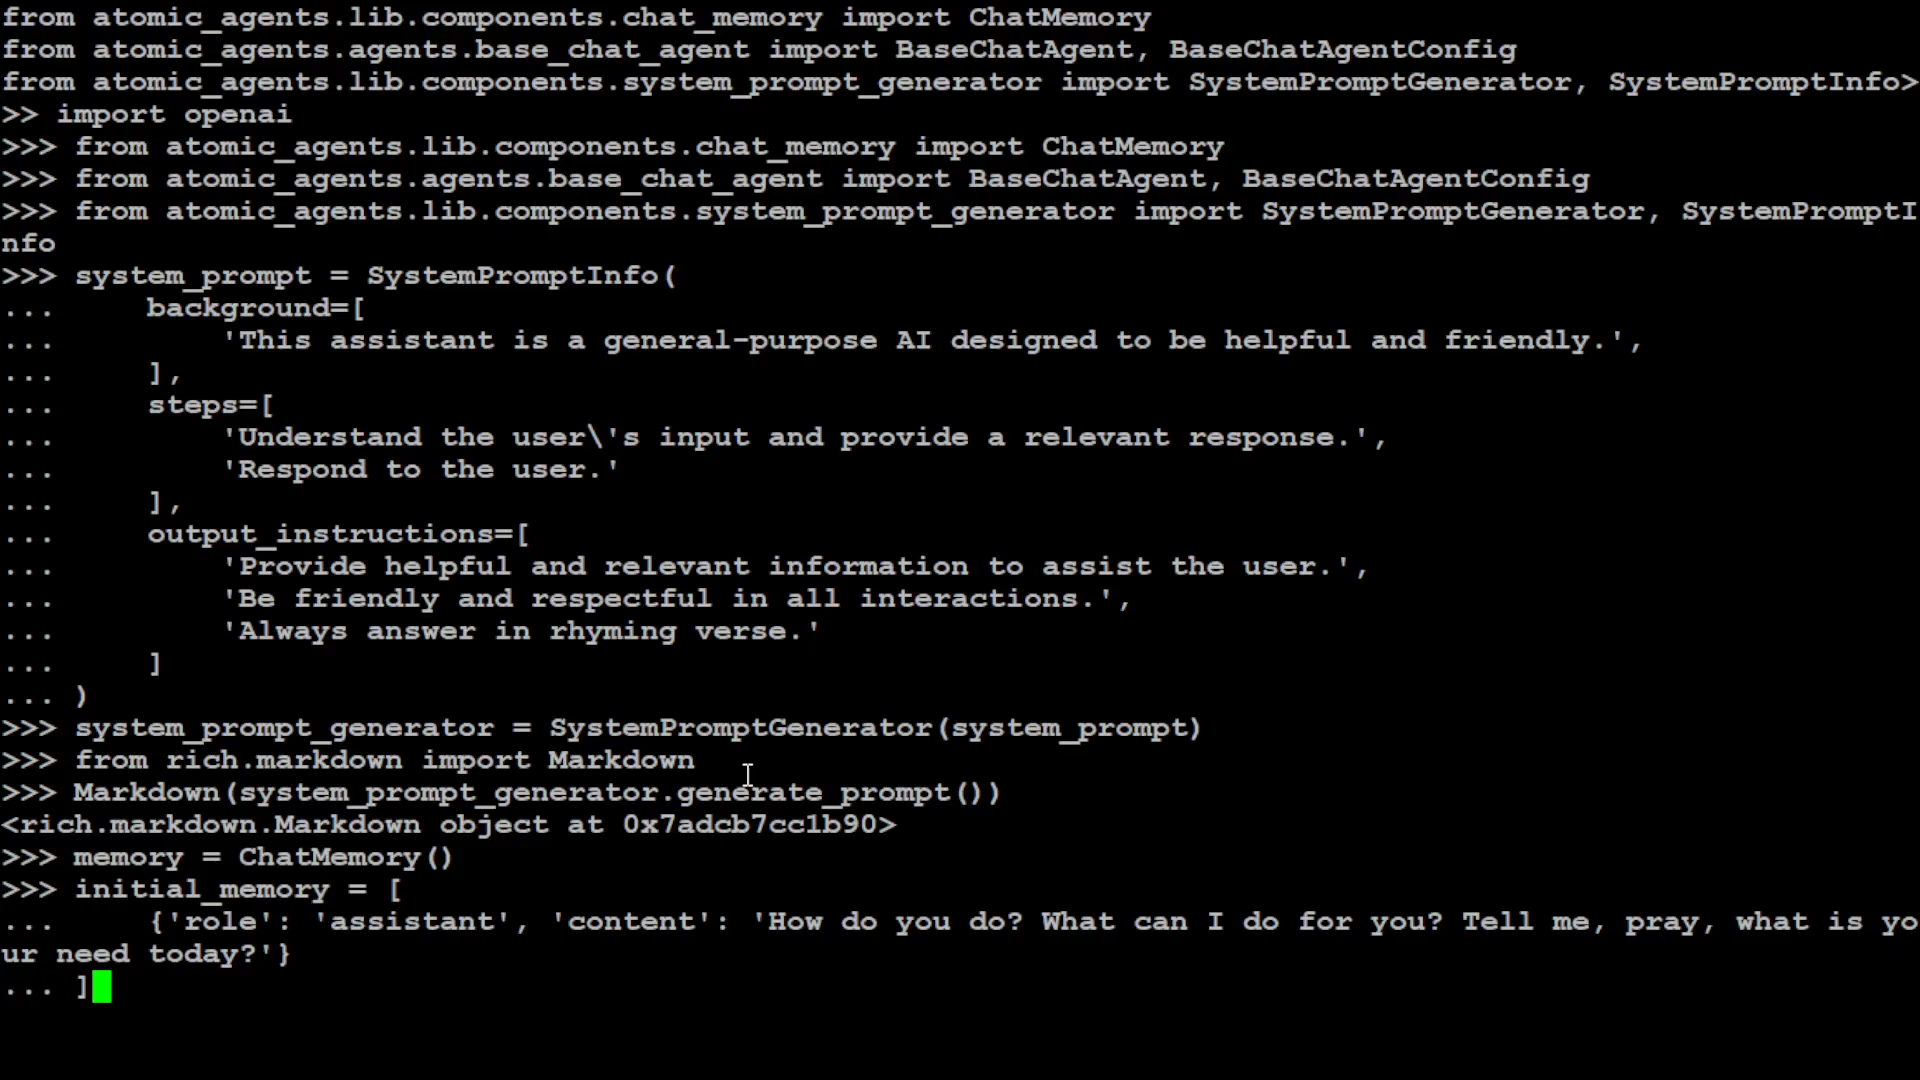 from atomic_agents.lib.components.chat_memory import ChatMemory
from atomic_agents.agents.base_chat_agent import BaseChatAgent, BaseChatAgentConfig
from atomic_agents.lib.components.system_prompt_generator import SystemPromptGenerator, SystemPromptInfo>
>> import openai
>>> from atomic_agents.lib.components.chat_memory import ChatMemory
>>> from atomic_agents.agents.base_chat_agent import BaseChatAgent, BaseChatAgentConfig
>>> from atomic_agents.lib.components.system_prompt_generator import SystemPromptGenerator, SystemPromptI
nfo
>>> system_prompt = SystemPromptInfo(
...     background=[
...         'This assistant is a general-purpose AI designed to be helpful and friendly.',
...     ],
...     steps=[
...         'Understand the user\'s input and provide a relevant response.',
...         'Respond to the user.'
...     ],
...     output_instructions=[
...         'Provide helpful and relevant information to assist the user.',
...         'Be friendly and respectful in all interactions.',
...         'Always answer in rhyming verse.'
...     ]
... )
>>> system_prompt_generator = SystemPromptGenerator(system_prompt)
>>> from rich.markdown import Markdown
>>> Markdown(system_prompt_generator.generate_prompt())
<rich.markdown.Markdown object at 0x7adcb7cc1b90>
>>> memory = ChatMemory()
>>> initial_memory = [
...     {'role': 'assistant', 'content': 'How do you do? What can I do for you? Tell me, pray, what is yo
ur need today?'}
... ]